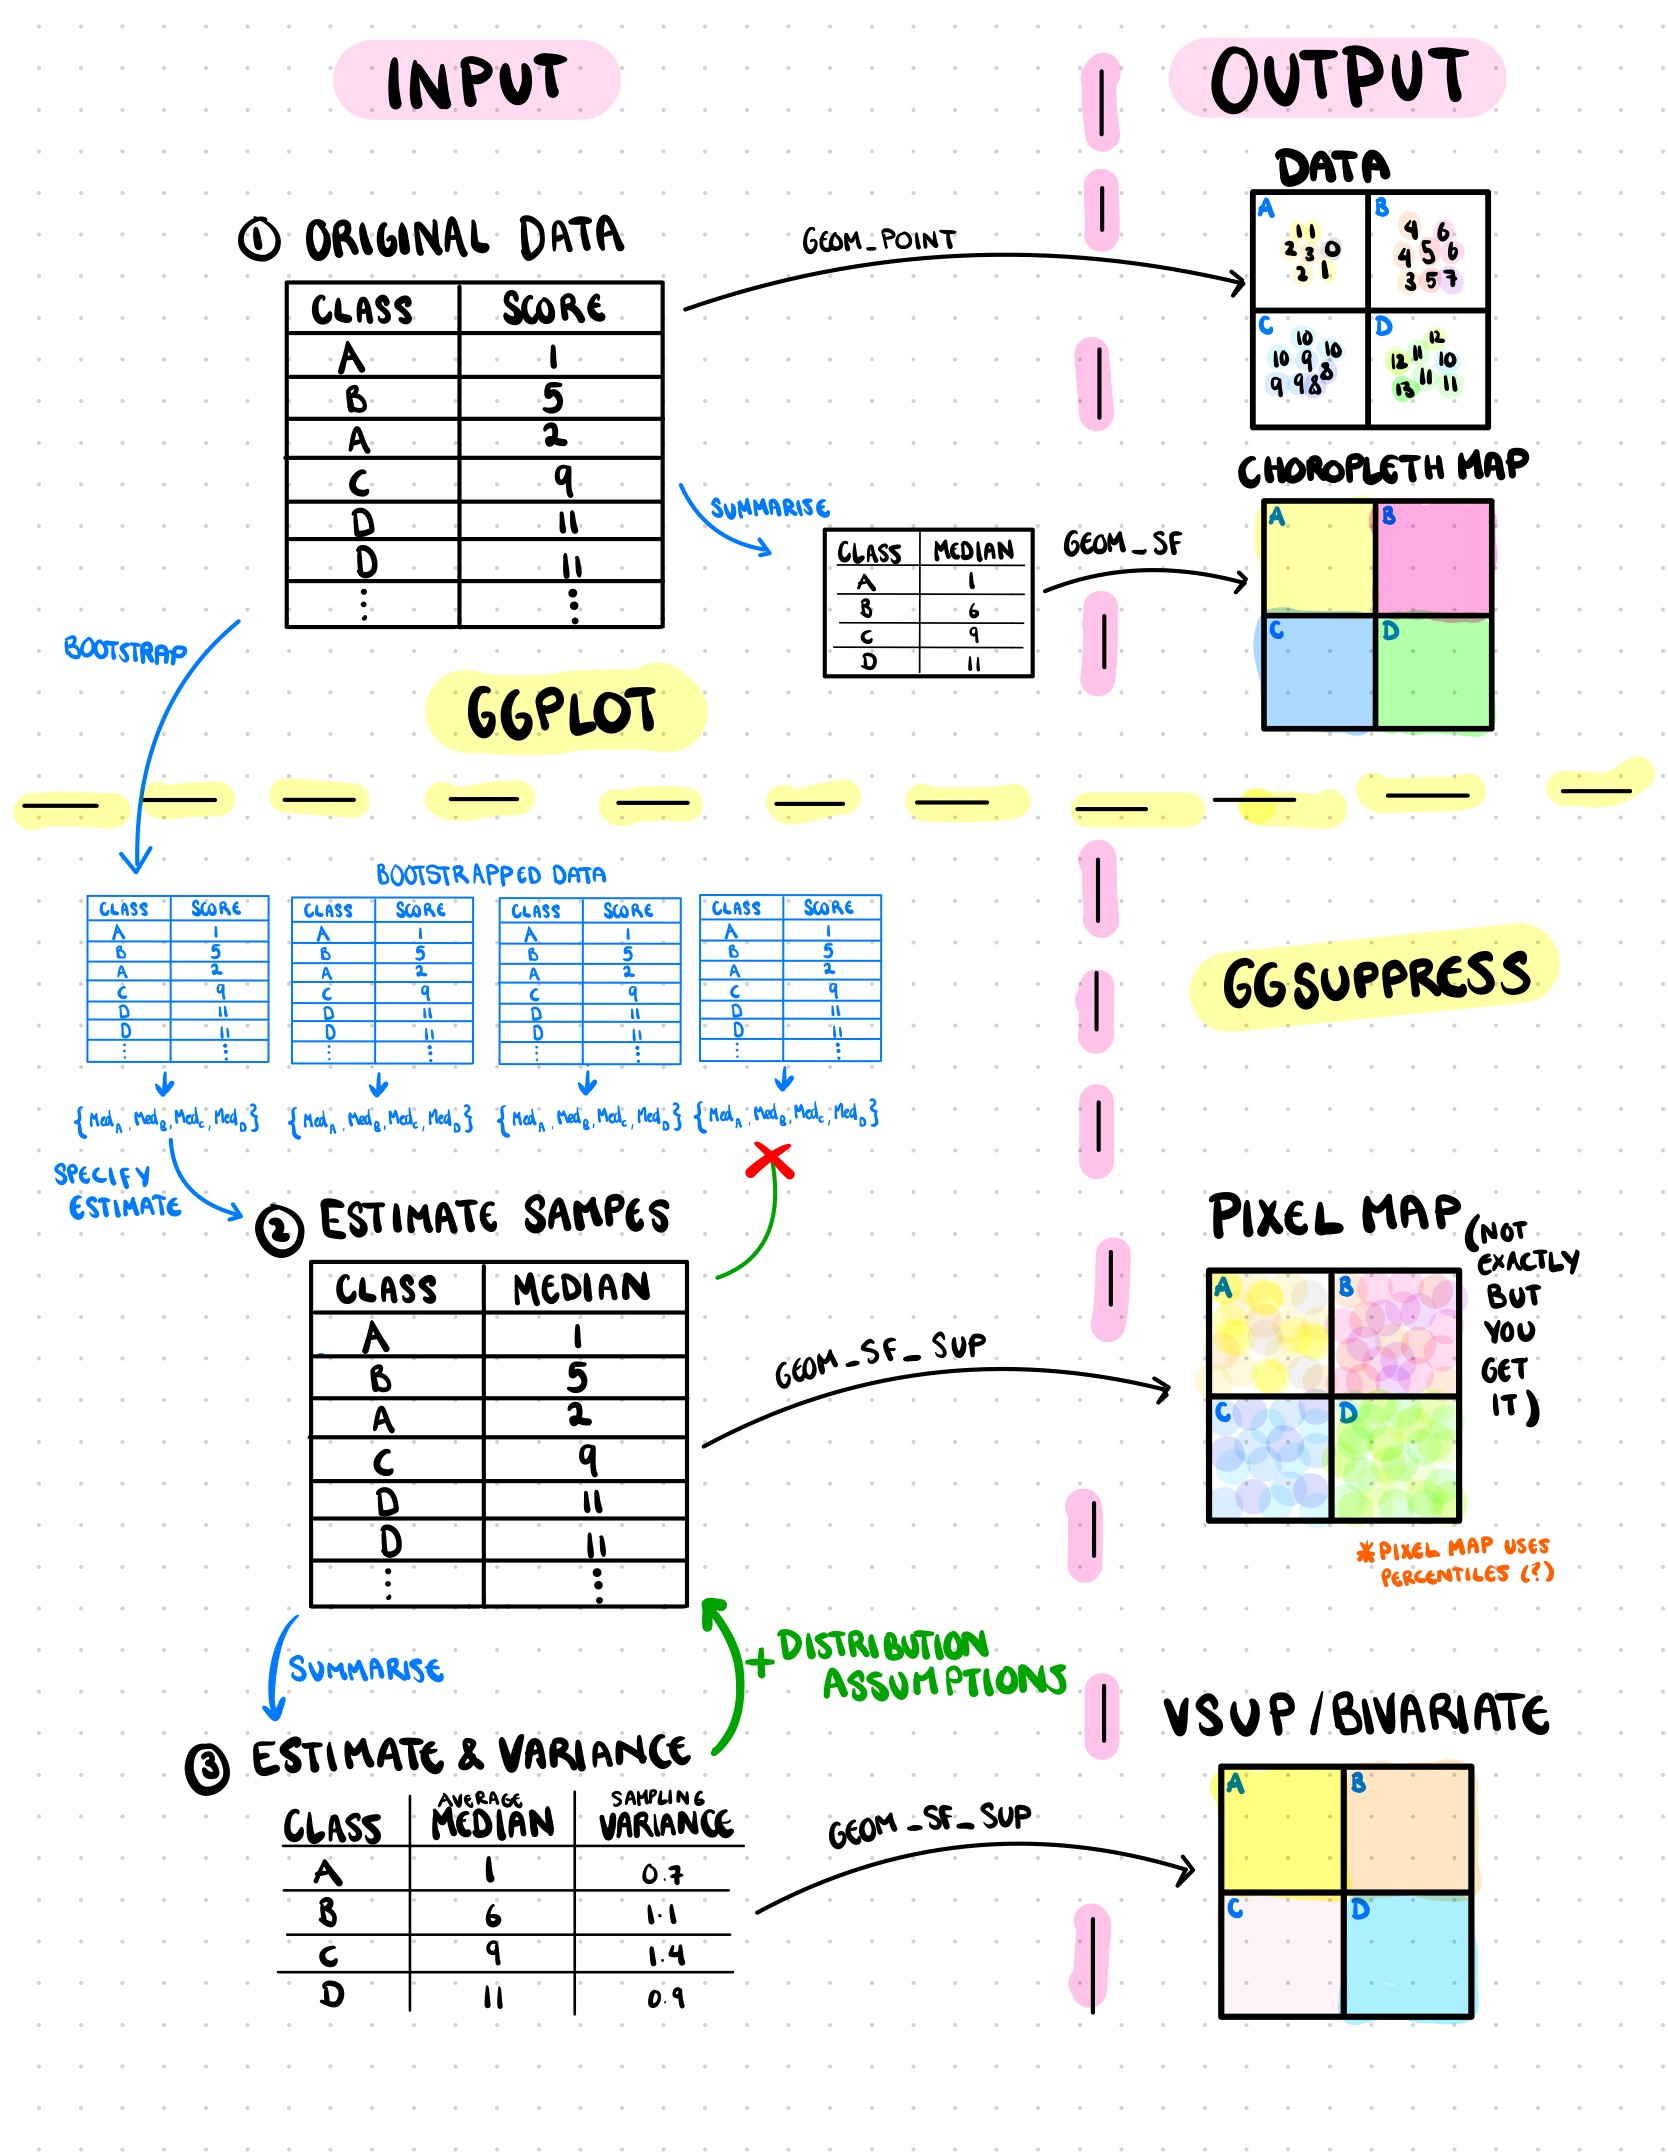 INPUT
OUTPUT
① ORIGINAL DATA
CLASS SCORE
A 1
B 5
A 2
C 9
D 11
D 11
⋮ ⋮
GEOM_POINT
DATA
A
1 1
2 3 0
2 1
B
4 6
4 5 6
3 5 7
C
10
10 9 10
9 9 8 8
D
12
12 11 10
13 11 11
SUMMARISE
CLASS MEDIAN
A 1
B 6
C 9
D 11
GEOM_SF
CHOROPLETH MAP
A B
C D
BOOTSTRAP
GGPLOT
BOOTSTRAPPED DATA
CLASS SCORE
A 1
B 5
A 2
C 9
D 11
D 11
⋮ ⋮
{Med_A, Med_B, Med_C, Med_D}
CLASS SCORE
A 1
B 5
A 2
C 9
D 11
D 11
⋮ ⋮
{Med_A, Med_B, Med_C, Med_D}
CLASS SCORE
A 1
B 5
A 2
C 9
D 11
D 11
⋮ ⋮
{Med_A, Med_B, Med_C, Med_D}
CLASS SCORE
A 1
B 5
A 2
C 9
D 11
D 11
⋮ ⋮
{Med_A, Med_B, Med_C, Med_D}
GGSUPPRESS
SPECIFY
ESTIMATE
② ESTIMATE SAMPES
CLASS MEDIAN
A 1
B 5
A 2
C 9
D 11
D 11
⋮ ⋮
GEOM_SF_SUP
PIXEL MAP
(NOT
EXACTLY
BUT
YOU
GET
IT)
A B
C D
*PIXEL MAP USES
PERCENTILES (?)
SUMMARISE
+ DISTRIBUTION
ASSUMPTIONS
③ ESTIMATE & VARIANCE
AVERAGE SAMPLING
CLASS MEDIAN VARIANCE
A 1 0.7
B 6 1.1
C 9 1.4
D 11 0.9
GEOM_SF_SUP
VSUP/BIVARIATE
A B
C D